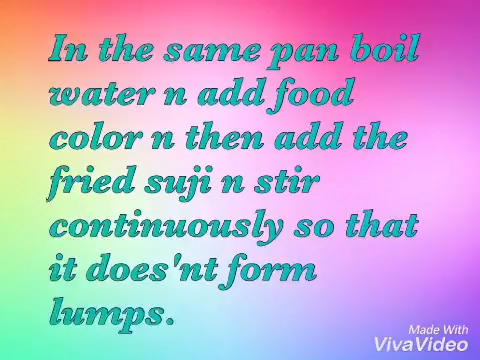 In the same pan boil
water n add food
color n then add the
fried suji n stir
continuously so that
it does'nt form
lumps.
Made With
VivaVideo